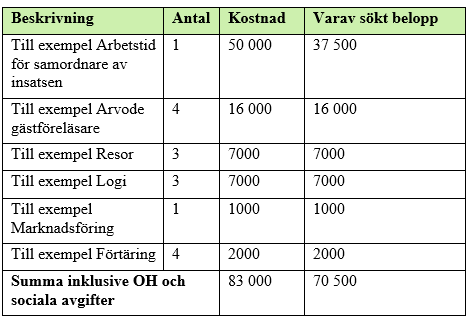 Beskrivning Antal Kostnad Varav sökt belopp
Till exempel Arbetstid 1 50 000 37 500
för samordnare av
insatsen
Till exempel Arvode 4 16 000 16 000
gästföreläsare
Till exempel Resor 3 7000 7000
Till exempel Logi 3 7000 7000
Till exempel 1 1000 1000
Marknadsföring
Till exempel Förtäring 4 2000 2000
Summa inklusive OH och 83 000 70 500
sociala avgifter